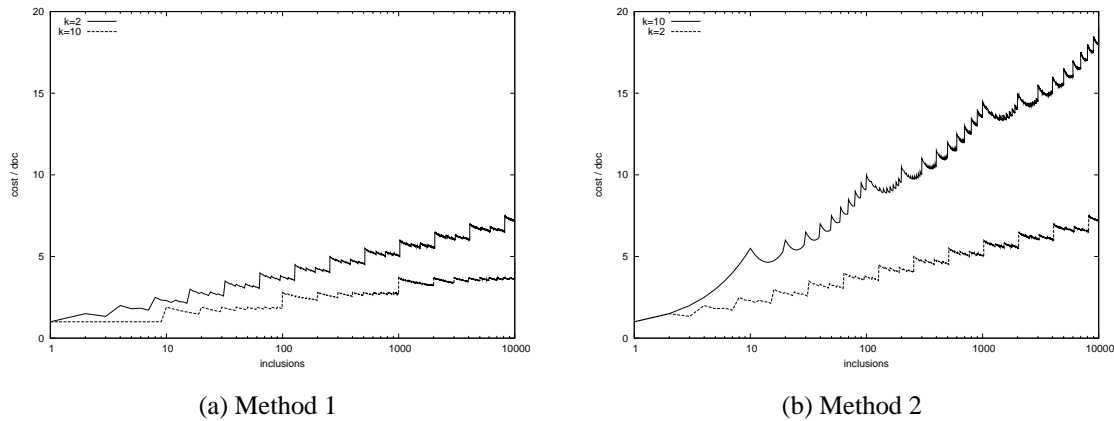 20
15
10
5
0
cost / doc
k=2
k=10
1 10 100 1000 10000
inclusions
(a) Method 1
20
15
10
5
0
cost / doc
k=10
k=2
1 10 100 1000 10000
inclusions
(b) Method 2